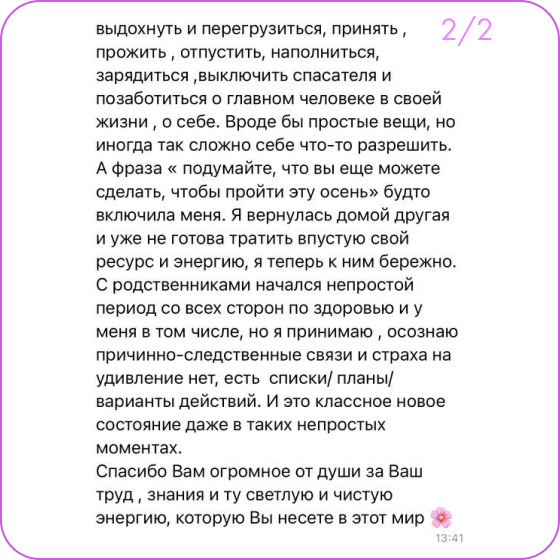 2/2
выдохнуть и перегрузиться, принять ,
прожить , отпустить, наполниться,
зарядиться ,выключить спасателя и
позаботиться о главном человеке в своей
жизни , о себе. Вроде бы простые вещи, но
иногда так сложно себе что-то разрешить.
А фраза « подумайте, что вы еще можете
сделать, чтобы пройти эту осень» будто
включила меня. Я вернулась домой другая
и уже не готова тратить впустую свой
ресурс и энергию, я теперь к ним бережно.
С родственниками начался непростой
период со всех сторон по здоровью и у
меня в том числе, но я принимаю , осознаю
причинно-следственные связи и страха на
удивление нет, есть  списки/ планы/
варианты действий. И это классное новое
состояние даже в таких непростых
моментах.
Спасибо Вам огромное от души за Ваш
труд , знания и ту светлую и чистую
энергию, которую Вы несете в этот мир 🌸
13:41